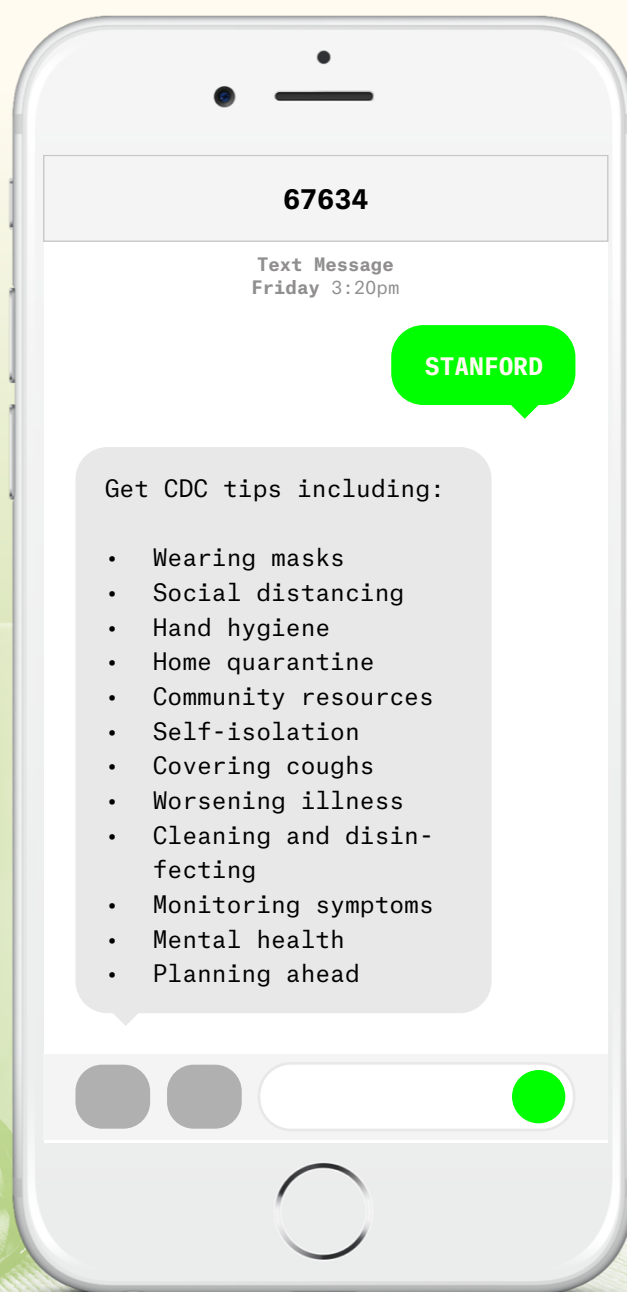 67634
Text Message
Friday 3:20pm
STANFORD
Get CDC tips including:
• Wearing masks
• Social distancing
• Hand hygiene
• Home quarantine
• Community resources
• Self-isolation
• Covering coughs
• Worsening illness
• Cleaning and disin-
fecting
• Monitoring symptoms
• Mental health
• Planning ahead